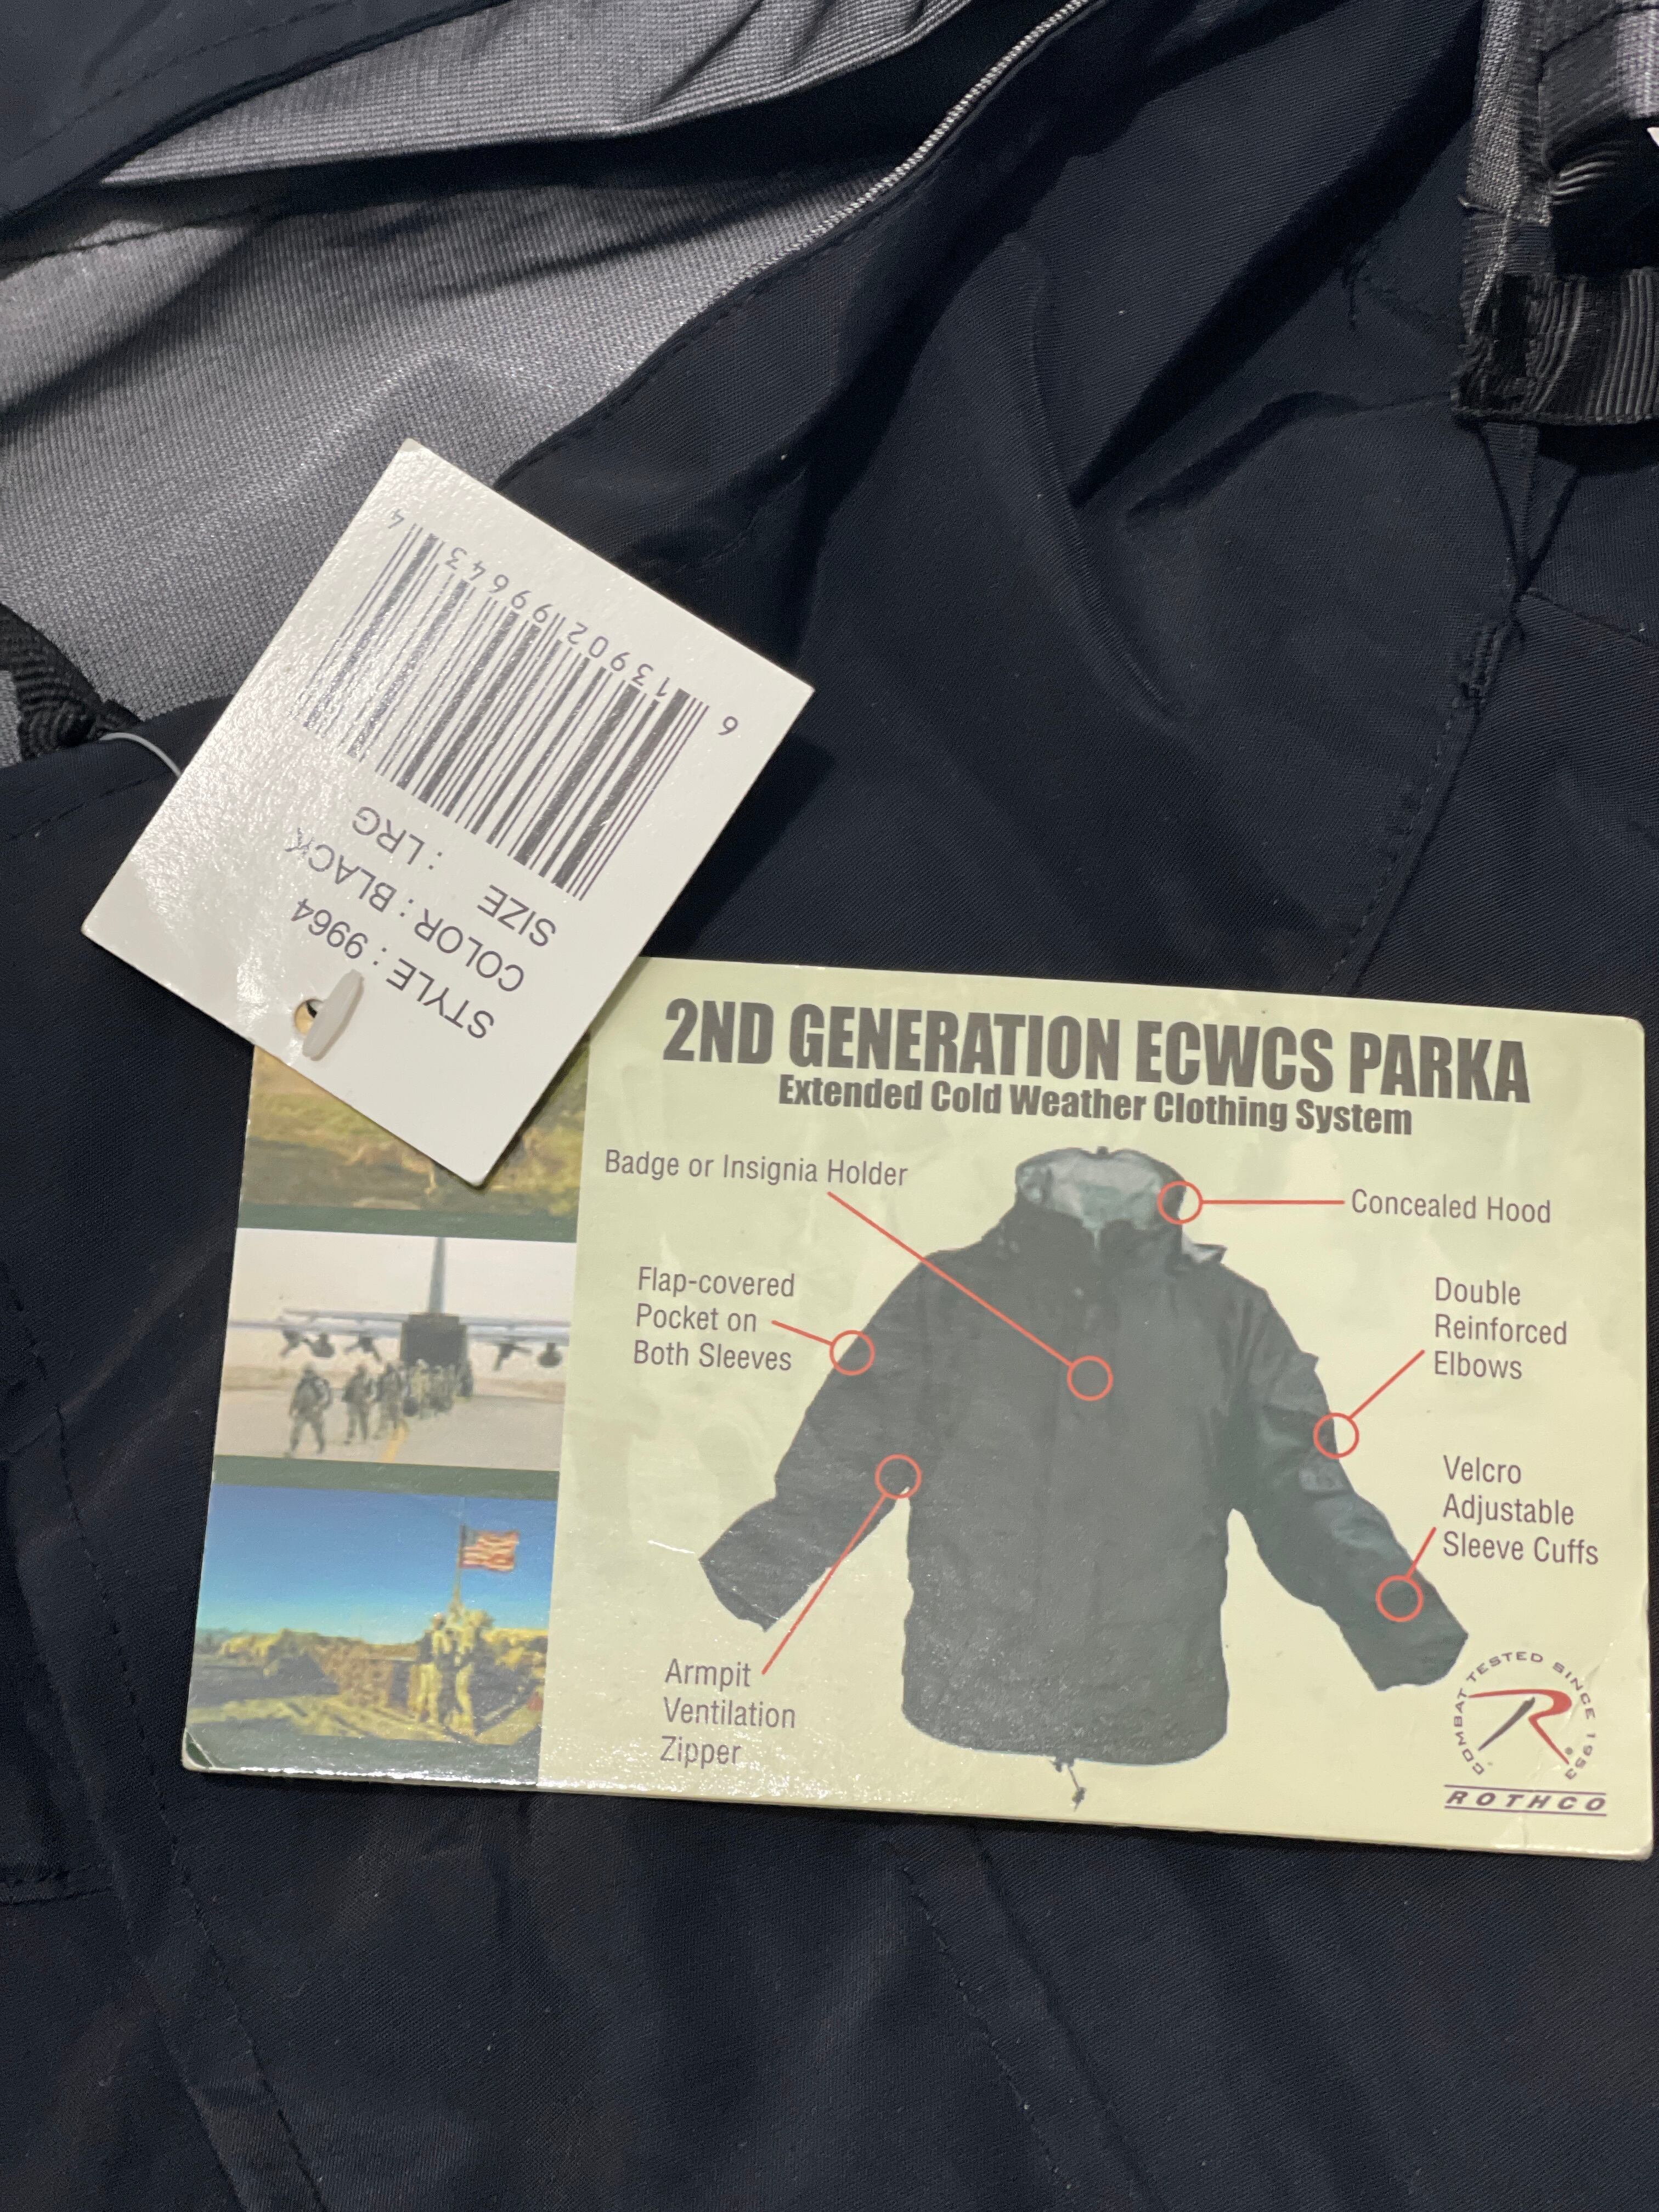 STYLE : 9964
COLOR : BLACK
SIZE : LRG
6 13902 99643 4
2ND GENERATION ECWCS PARKA
Extended Cold Weather Clothing System
Badge or Insignia Holder
Concealed Hood
Flap-covered
Pocket on
Both Sleeves
Double
Reinforced
Elbows
Velcro
Adjustable
Sleeve Cuffs
Armpit
Ventilation
Zipper
COMBAT TESTED SINCE 1953
R®
ROTHCO